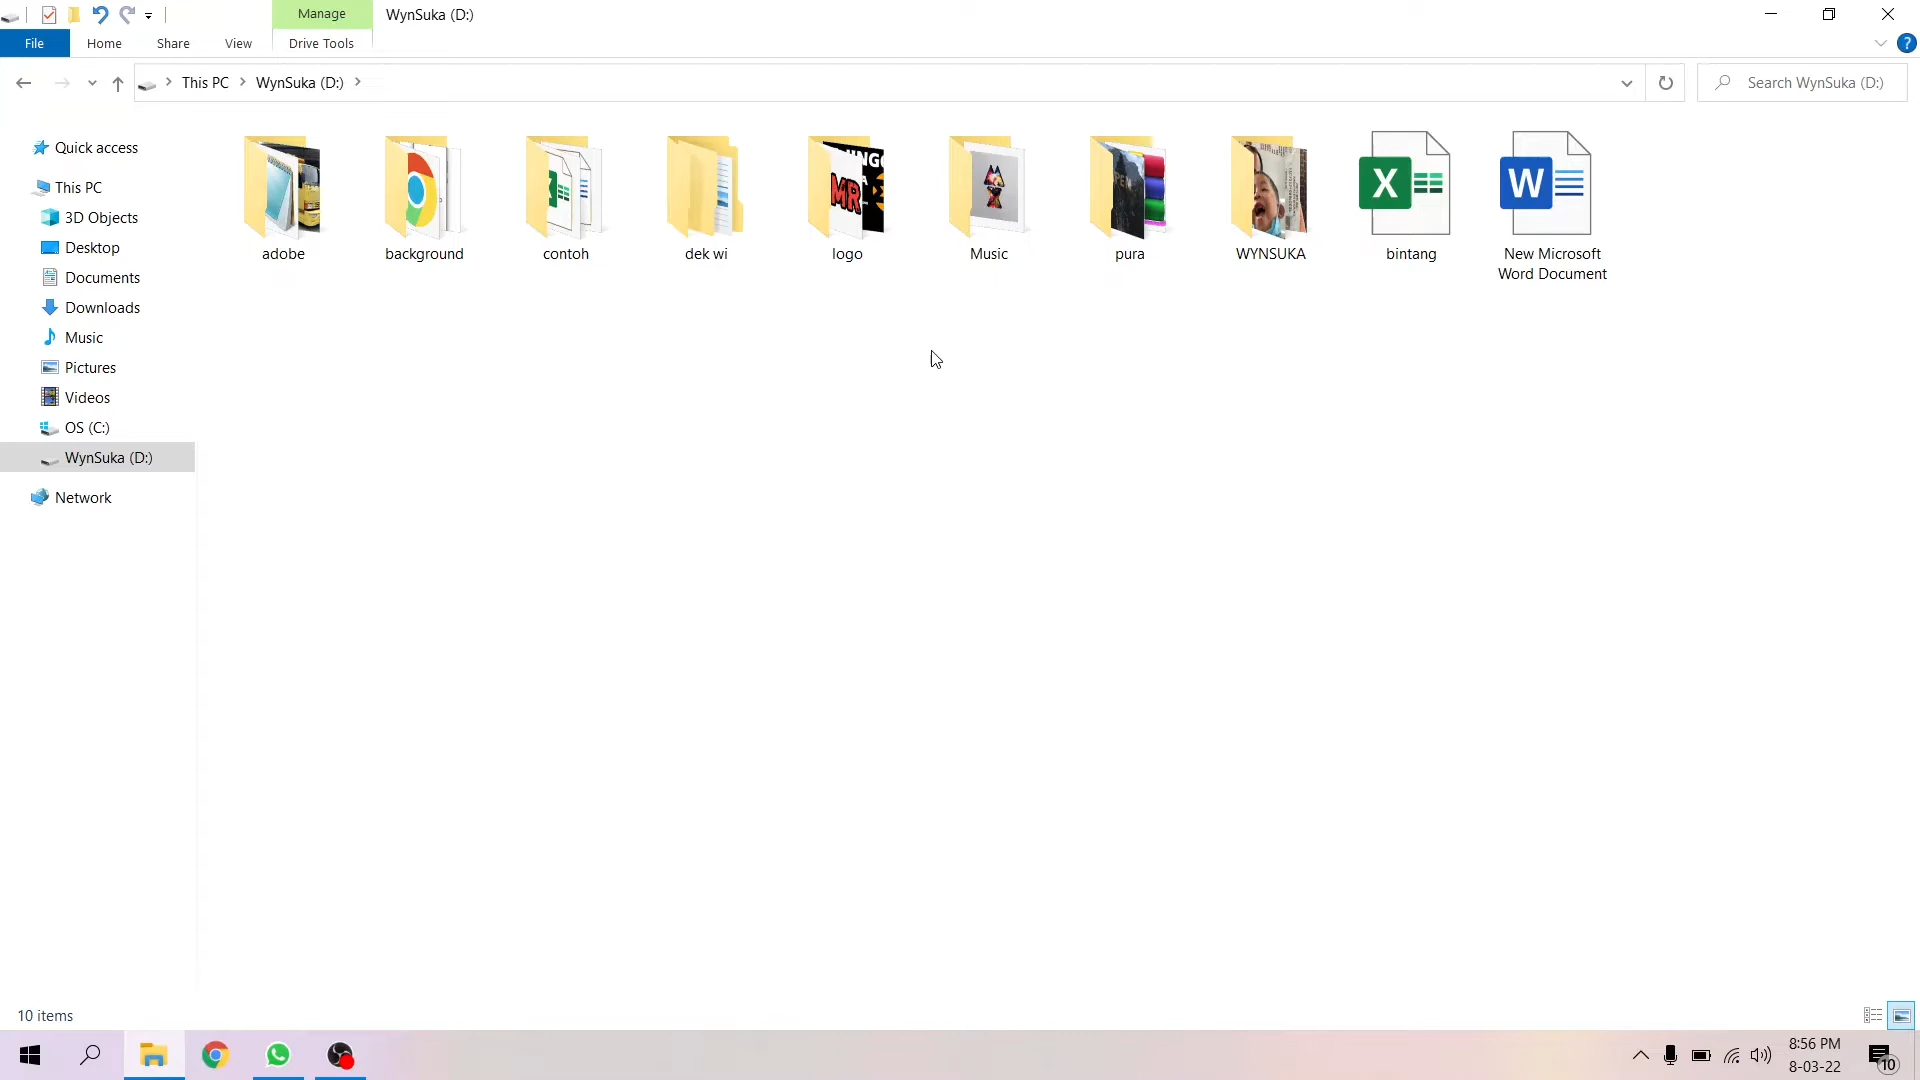 Manage
WynSuka (D:)
File
Home
Share
View
Drive Tools
?
This PC
WynSuka (D:)
Search WynSuka (D:)
Quick access
This PC
3D Objects
Desktop
Documents
Downloads
Music
Pictures
Videos
OS (C:)
WynSuka (D:)
Network
MR
X
W
adobe
background
contoh
dek wi
logo
Music
pura
WYNSUKA
bintang
New Microsoft
Word Document
10 items
8:56 PM
8-03-22
10